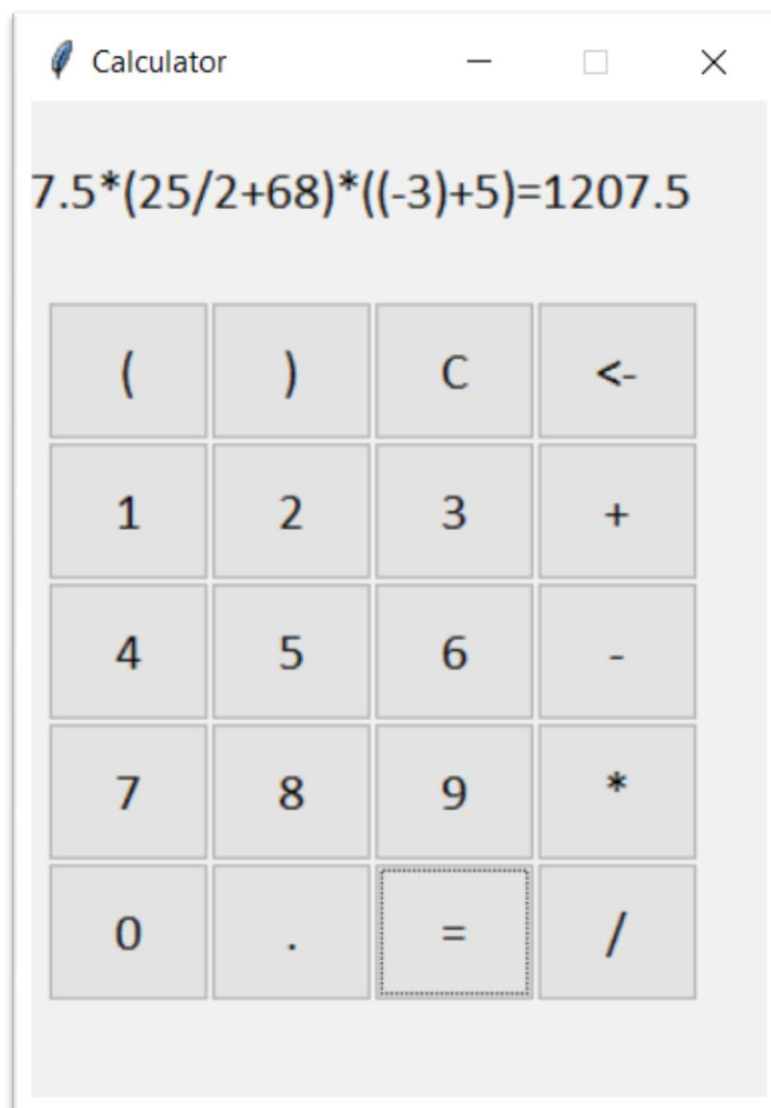 Calculator
7.5*(25/2+68)*((-3)+5)=1207.5
( ) C <-
1 2 3 +
4 5 6 -
7 8 9 *
0 . = /